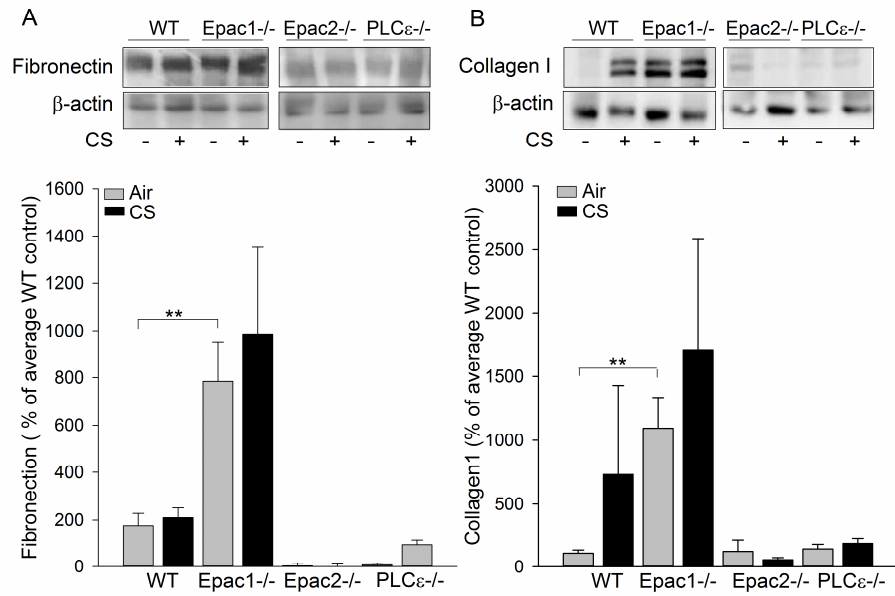 A
WT Epac1-/- Epac2-/- PLCε-/-
Fibronectin
β-actin
CS - + - + - + - +
1600
1400
1200
1000
800
600
400
200
0
Fibronection ( % of average WT control)
Air
CS
**
WT Epac1-/- Epac2-/- PLCε-/-
B
WT Epac1-/- Epac2-/- PLCε-/-
Collagen I
β-actin
CS - + - + - + - +
3000
2500
2000
1500
1000
500
0
Collagen1 (% of average WT control)
Air
CS
**
WT Epac1-/- Epac2-/- PLCε-/-